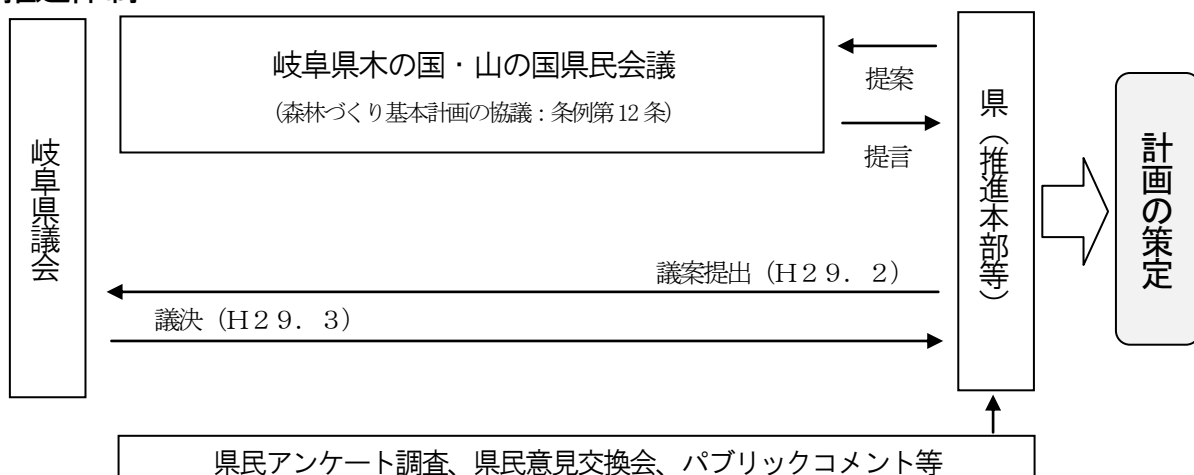 岐阜県木の国・山の国県民会議
(森林づくり基本計画の協議:条例第12条)
提案
提言
岐阜県議会
県(推進本部等)
計画の策定
議案提出(H29.2)
議決(H29.3)
県民アンケート調査、県民意見交換会、パブリックコメント等